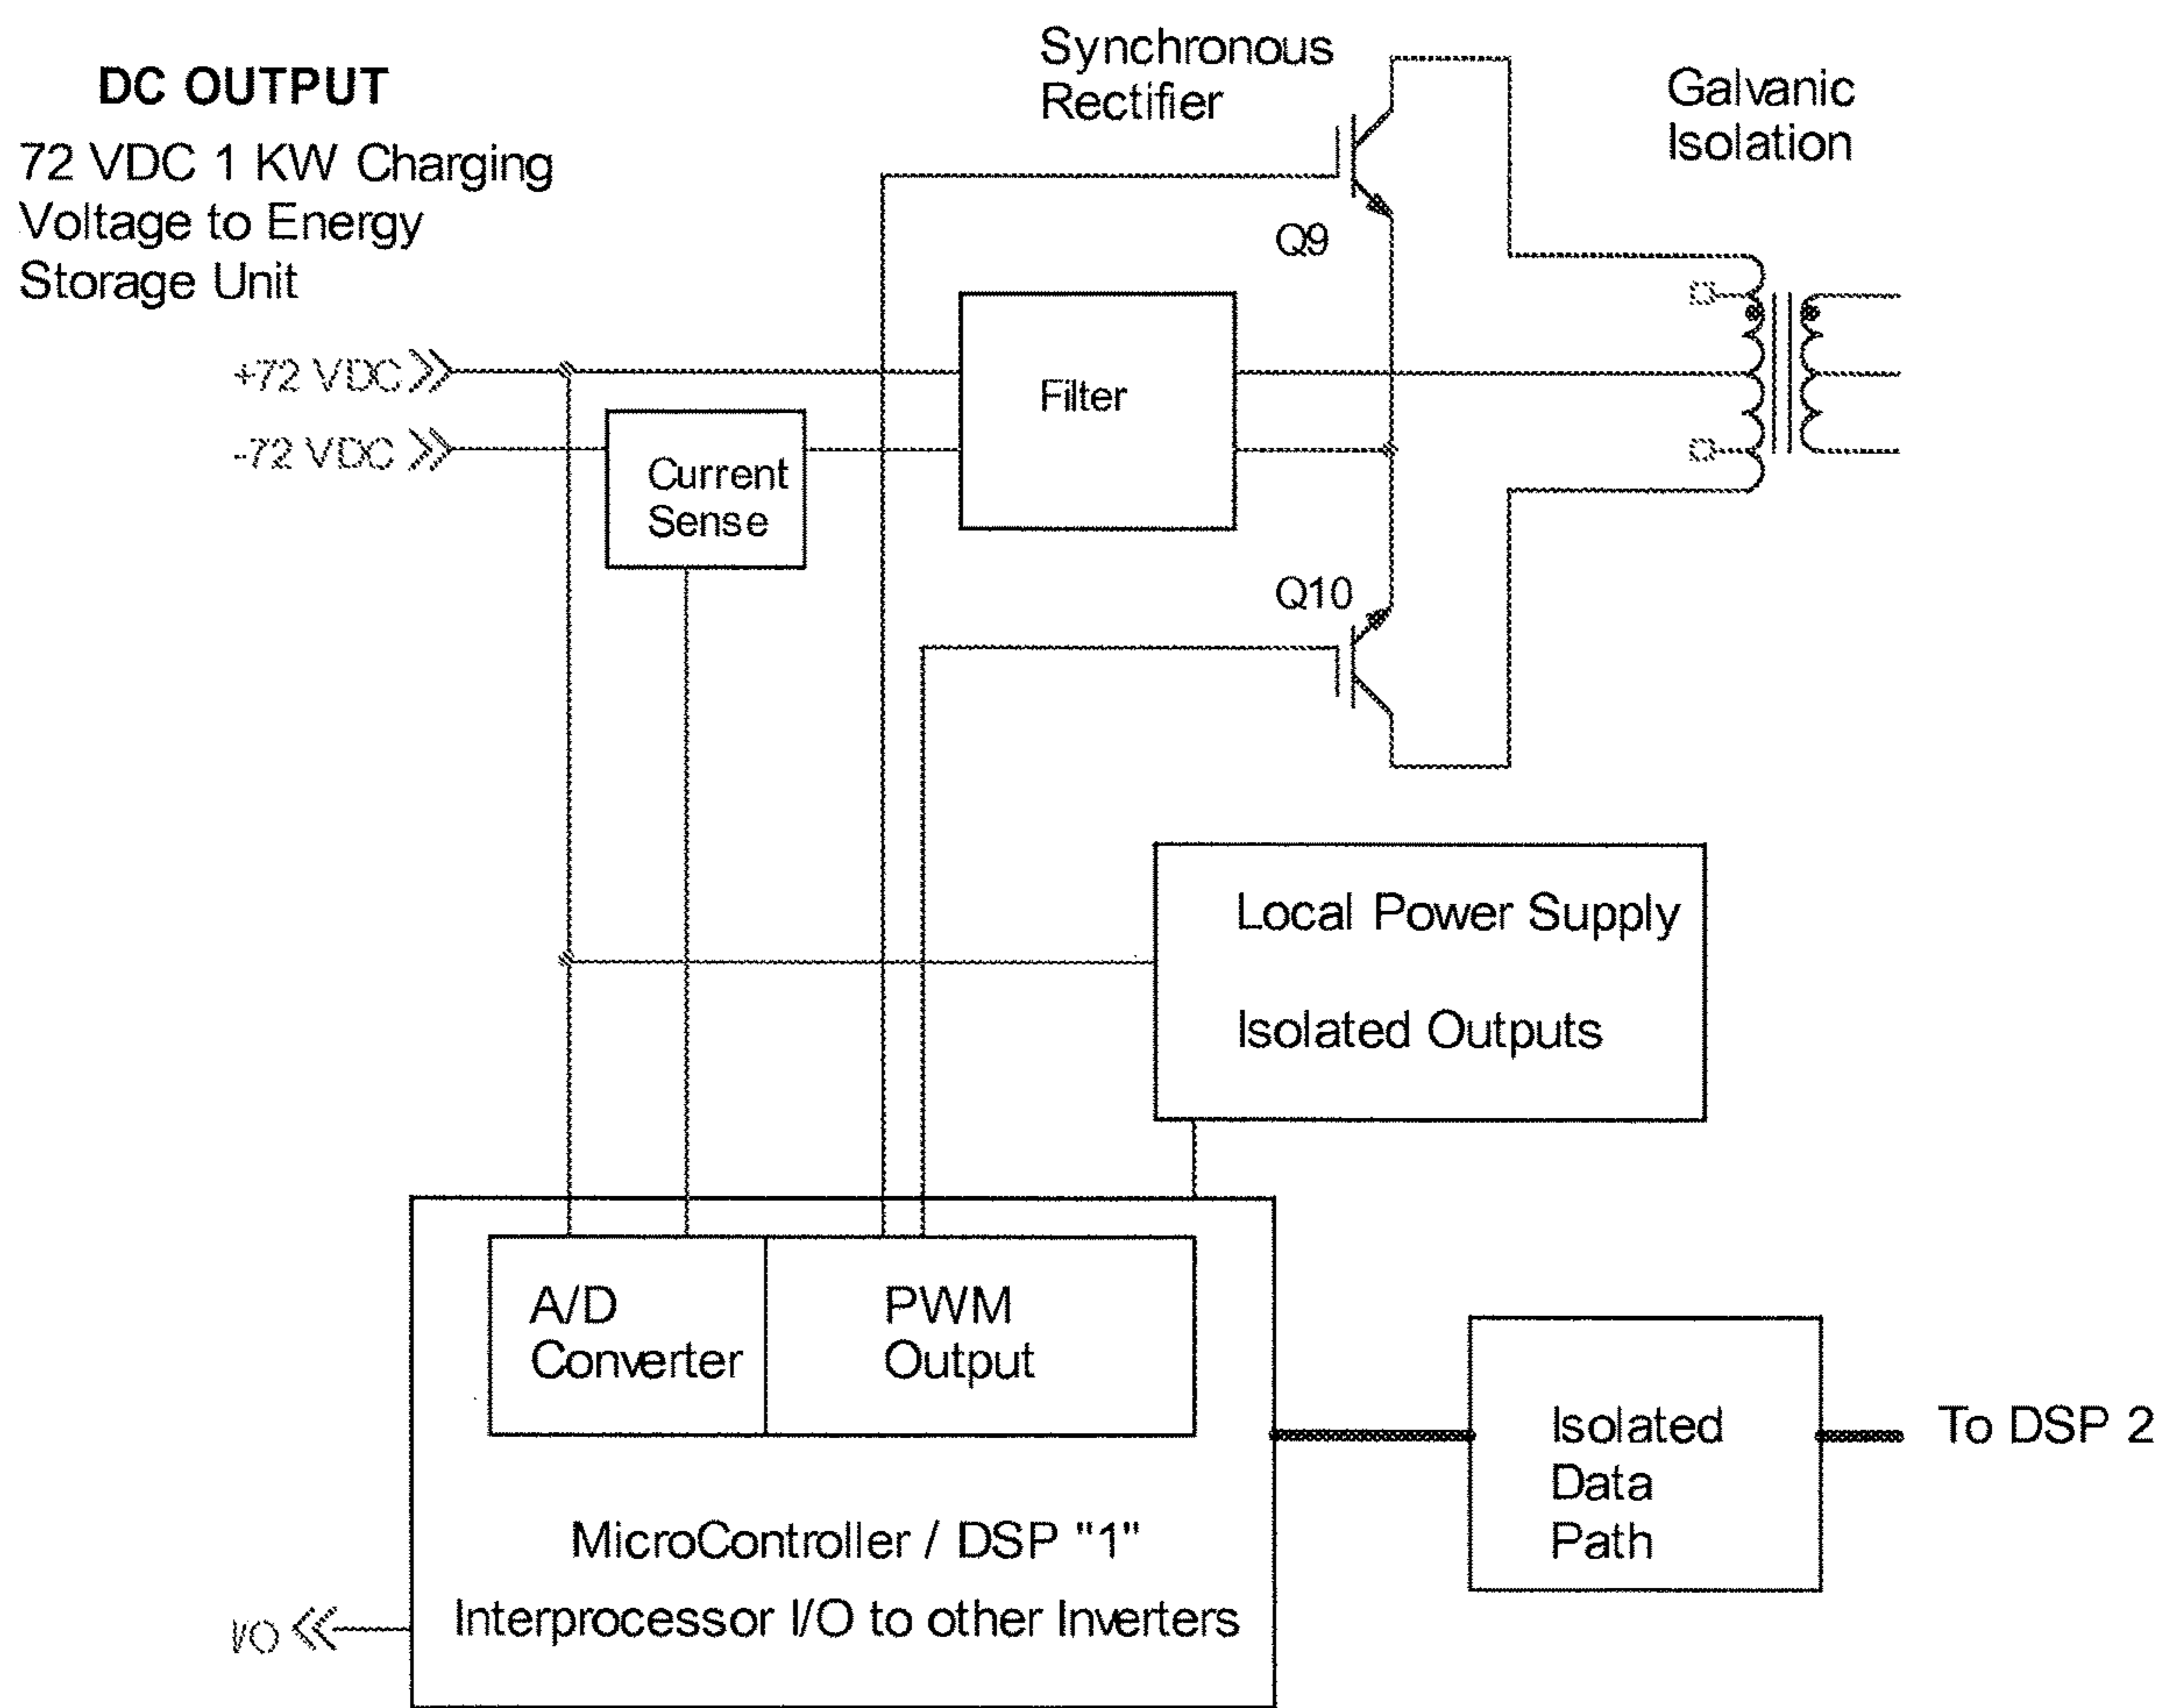 DC OUTPUT
72 VDC 1 KW Charging
Voltage to Energy
Storage Unit
Synchronous
Rectifier
Galvanic
Isolation
Q9
+72 VDC
-72 VDC
Filter
Current
Sense
Q10
Local Power Supply
Isolated Outputs
A/D
Converter
PWM
Output
Isolated
Data
Path
To DSP 2
MicroController / DSP "1"
Interprocessor I/O to other Inverters
I/O